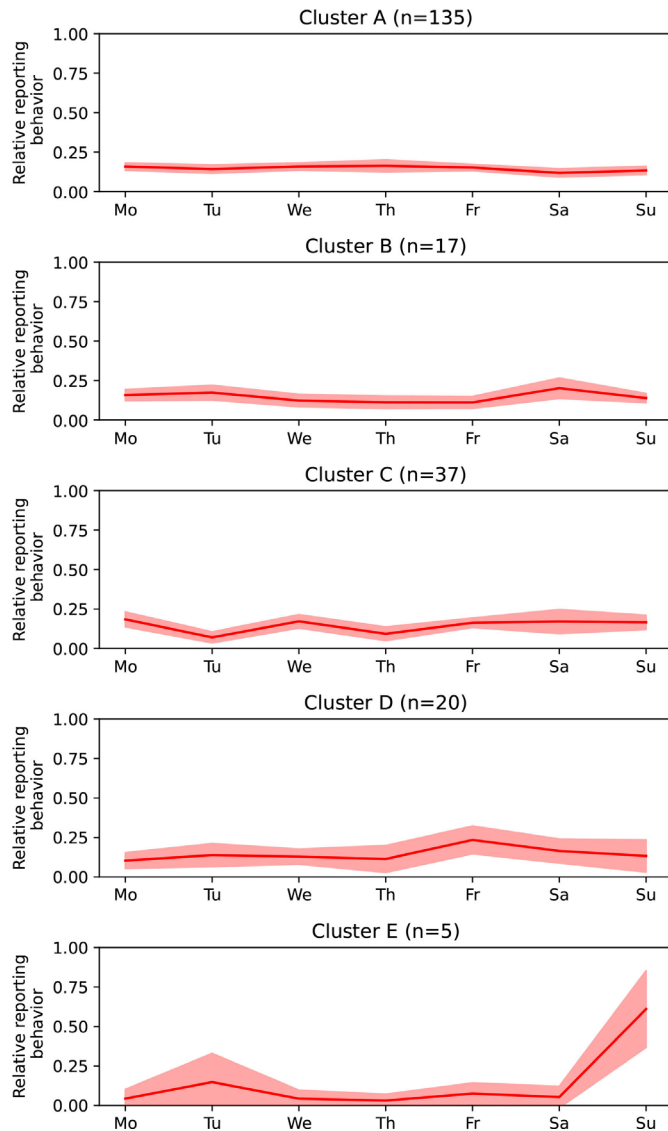 Cluster A (n=135)
Relative reporting
behavior
1.00
0.75
0.50
0.25
0.00
Mo Tu We Th Fr Sa Su
Cluster B (n=17)
Relative reporting
behavior
1.00
0.75
0.50
0.25
0.00
Mo Tu We Th Fr Sa Su
Cluster C (n=37)
Relative reporting
behavior
1.00
0.75
0.50
0.25
0.00
Mo Tu We Th Fr Sa Su
Cluster D (n=20)
Relative reporting
behavior
1.00
0.75
0.50
0.25
0.00
Mo Tu We Th Fr Sa Su
Cluster E (n=5)
Relative reporting
behavior
1.00
0.75
0.50
0.25
0.00
Mo Tu We Th Fr Sa Su